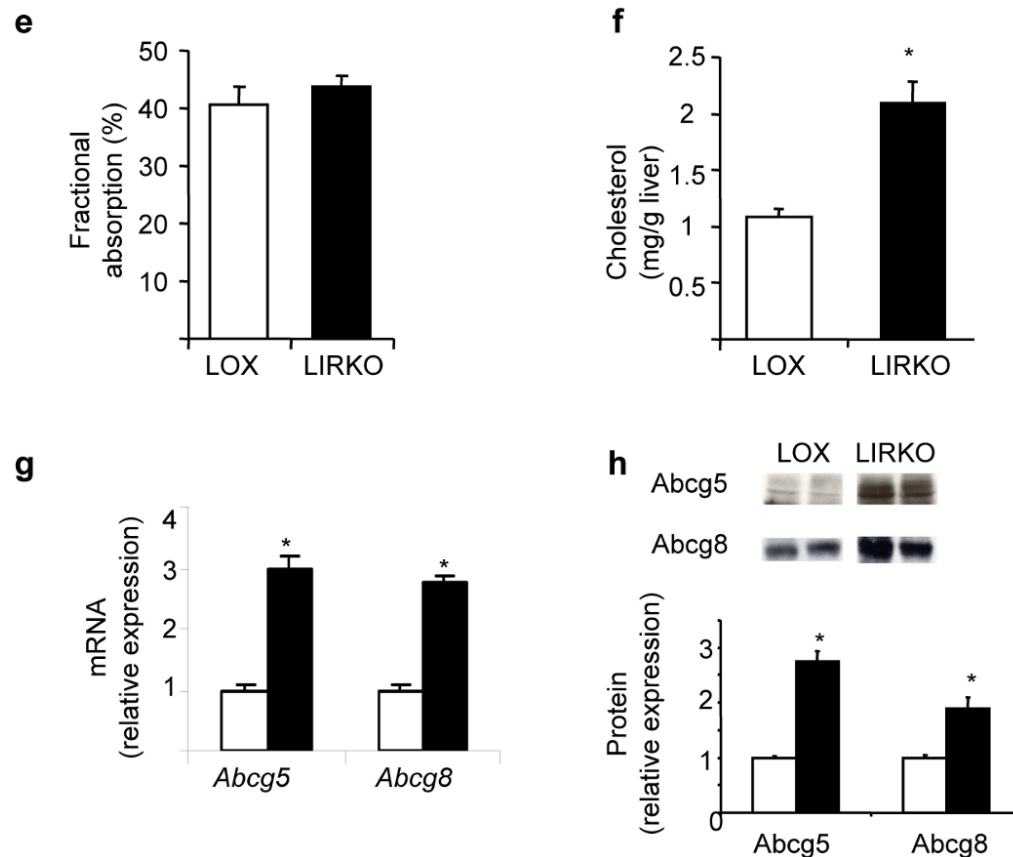 e
Fractional
absorption (%)
50
40
30
20
10
LOX LIRKO
f
Cholesterol
(mg/g liver)
2.5
2
1.5
1
0.5
*
LOX LIRKO
g
mRNA
(relative expression)
4
3
2
1
* *
Abcg5 Abcg8
h
LOX LIRKO
Abcg5
Abcg8
Protein
(relative expression)
3
2
1
0
* *
Abcg5 Abcg8